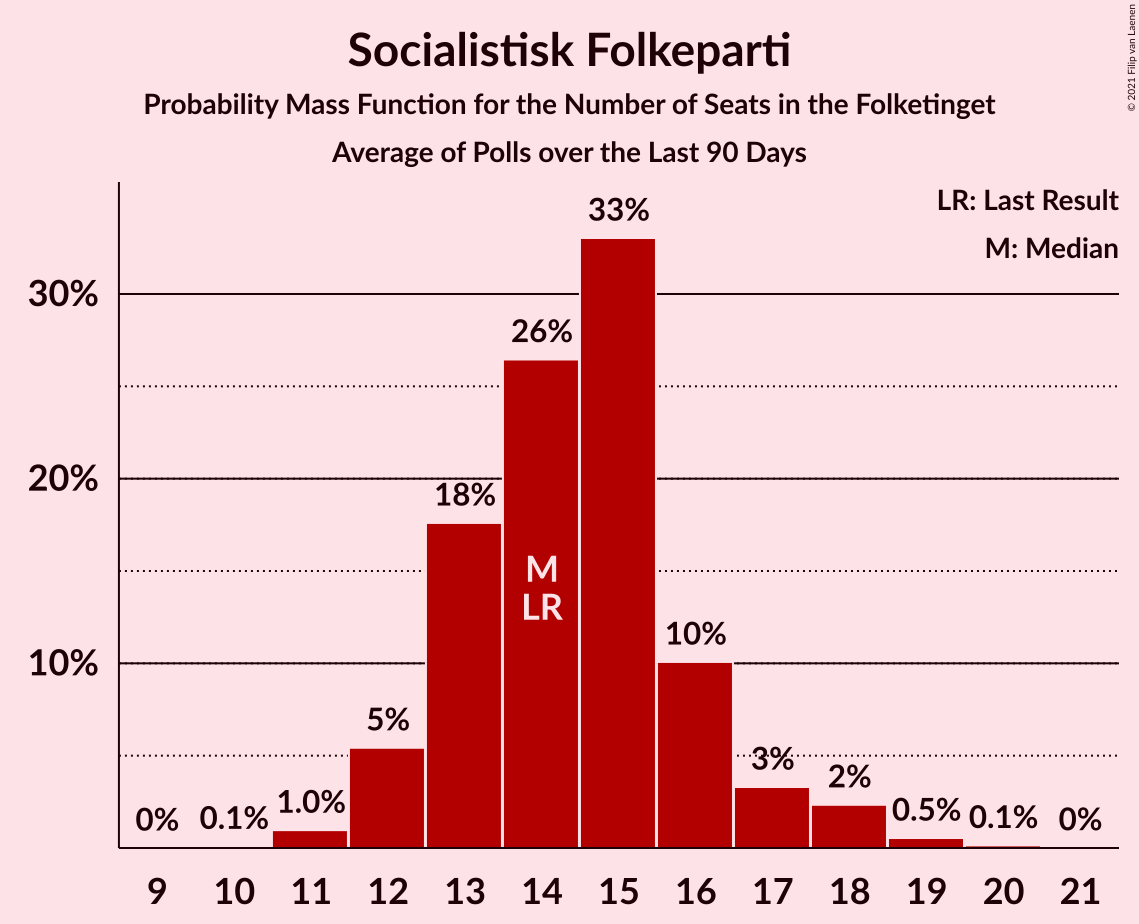 Socialistisk Folkeparti
Probability Mass Function for the Number of Seats in the Folketinget
Average of Polls over the Last 90 Days
© 2021 Filip van Laenen
LR: Last Result
M: Median
33%
30%
26%
20%
18%
M
LR
10%
10%
5%
3%
2%
0%
0.1%
1.0%
0.5%
0.1%
0%
9 10 11 12 13 14 15 16 17 18 19 20 21